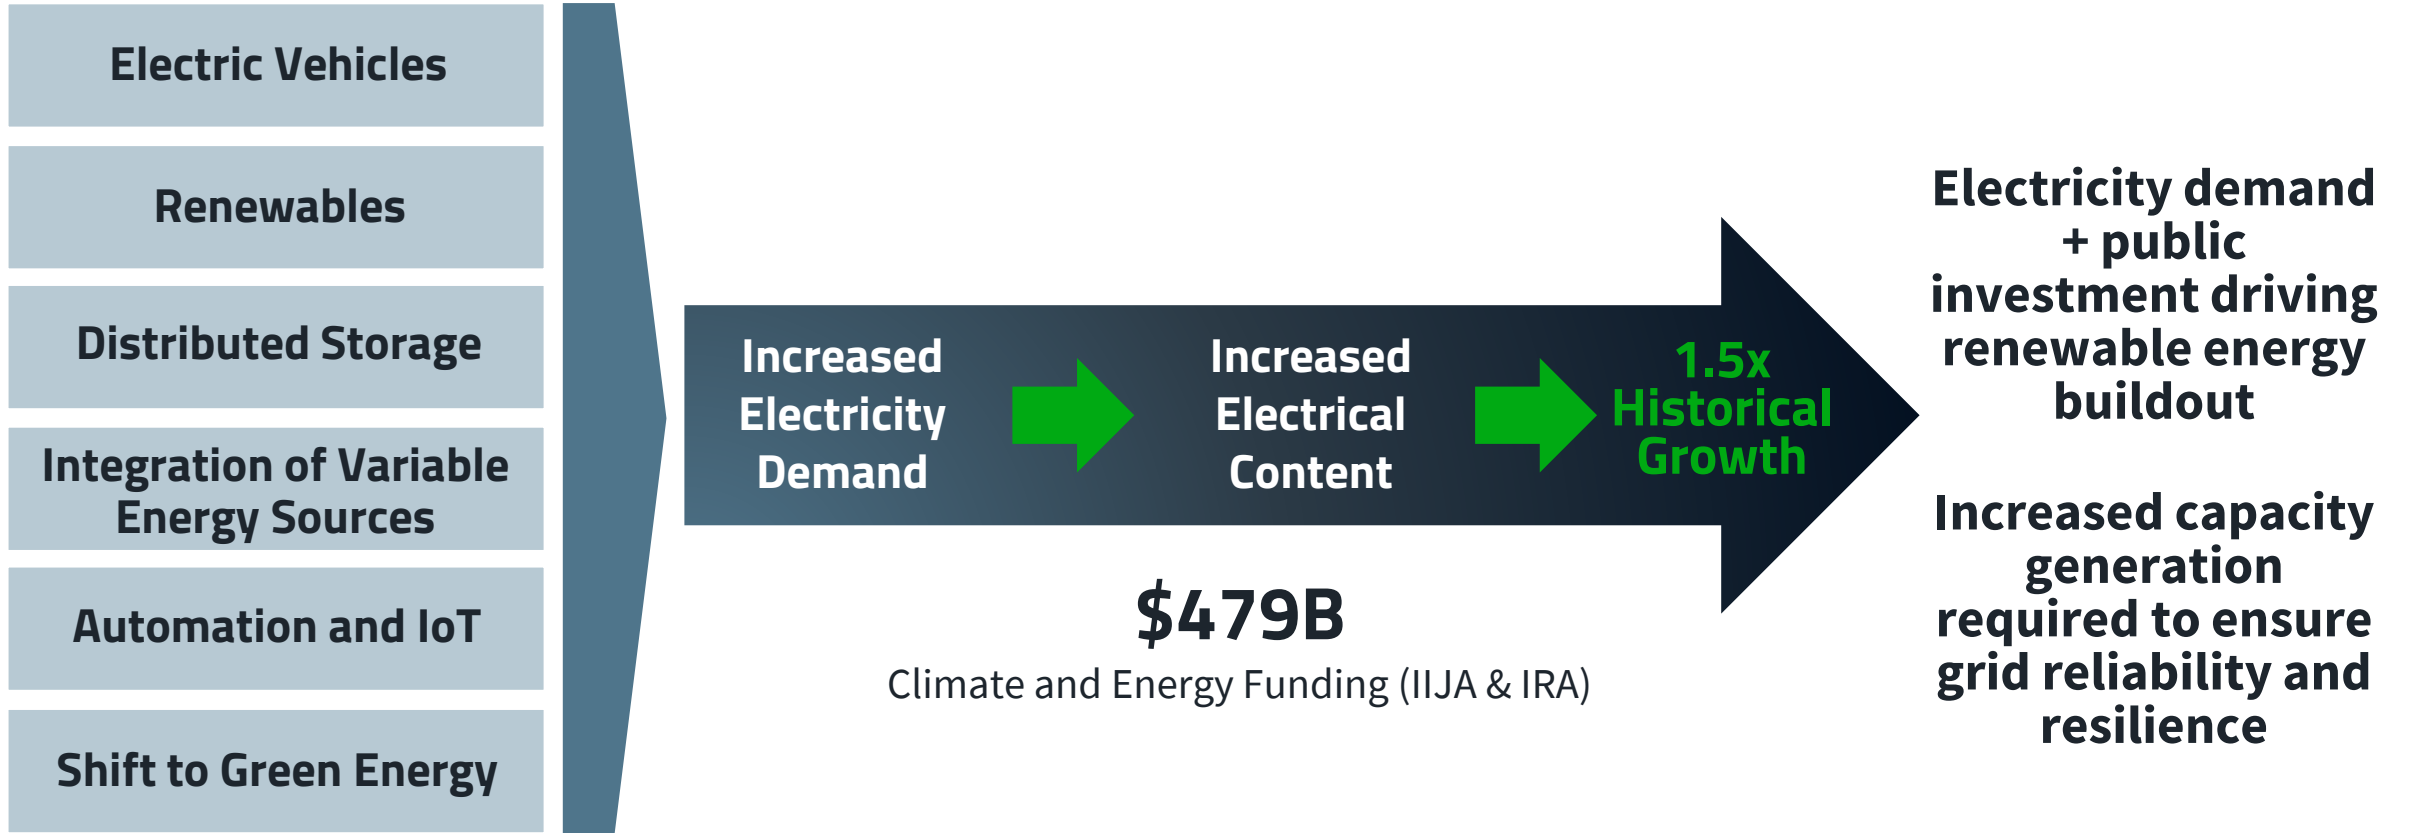 Electric Vehicles
Renewables
Distributed Storage
Integration of Variable
Energy Sources
Automation and IoT
Shift to Green Energy
Increased
Electricity
Demand
Increased
Electrical
Content
1.5x
Historical
Growth
$479B
Climate and Energy Funding (IIJA & IRA)
Electricity demand
+ public
investment driving
renewable energy
buildout
Increased capacity
generation
required to ensure
grid reliability and
resilience